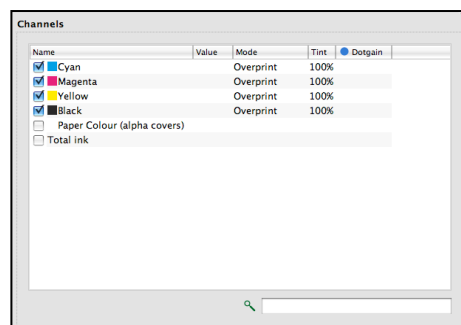 Channels
Name Value Mode Tint Dotgain
Cyan Overprint 100%
Magenta Overprint 100%
Yellow Overprint 100%
Black Overprint 100%
Paper Colour (alpha covers)
Total ink